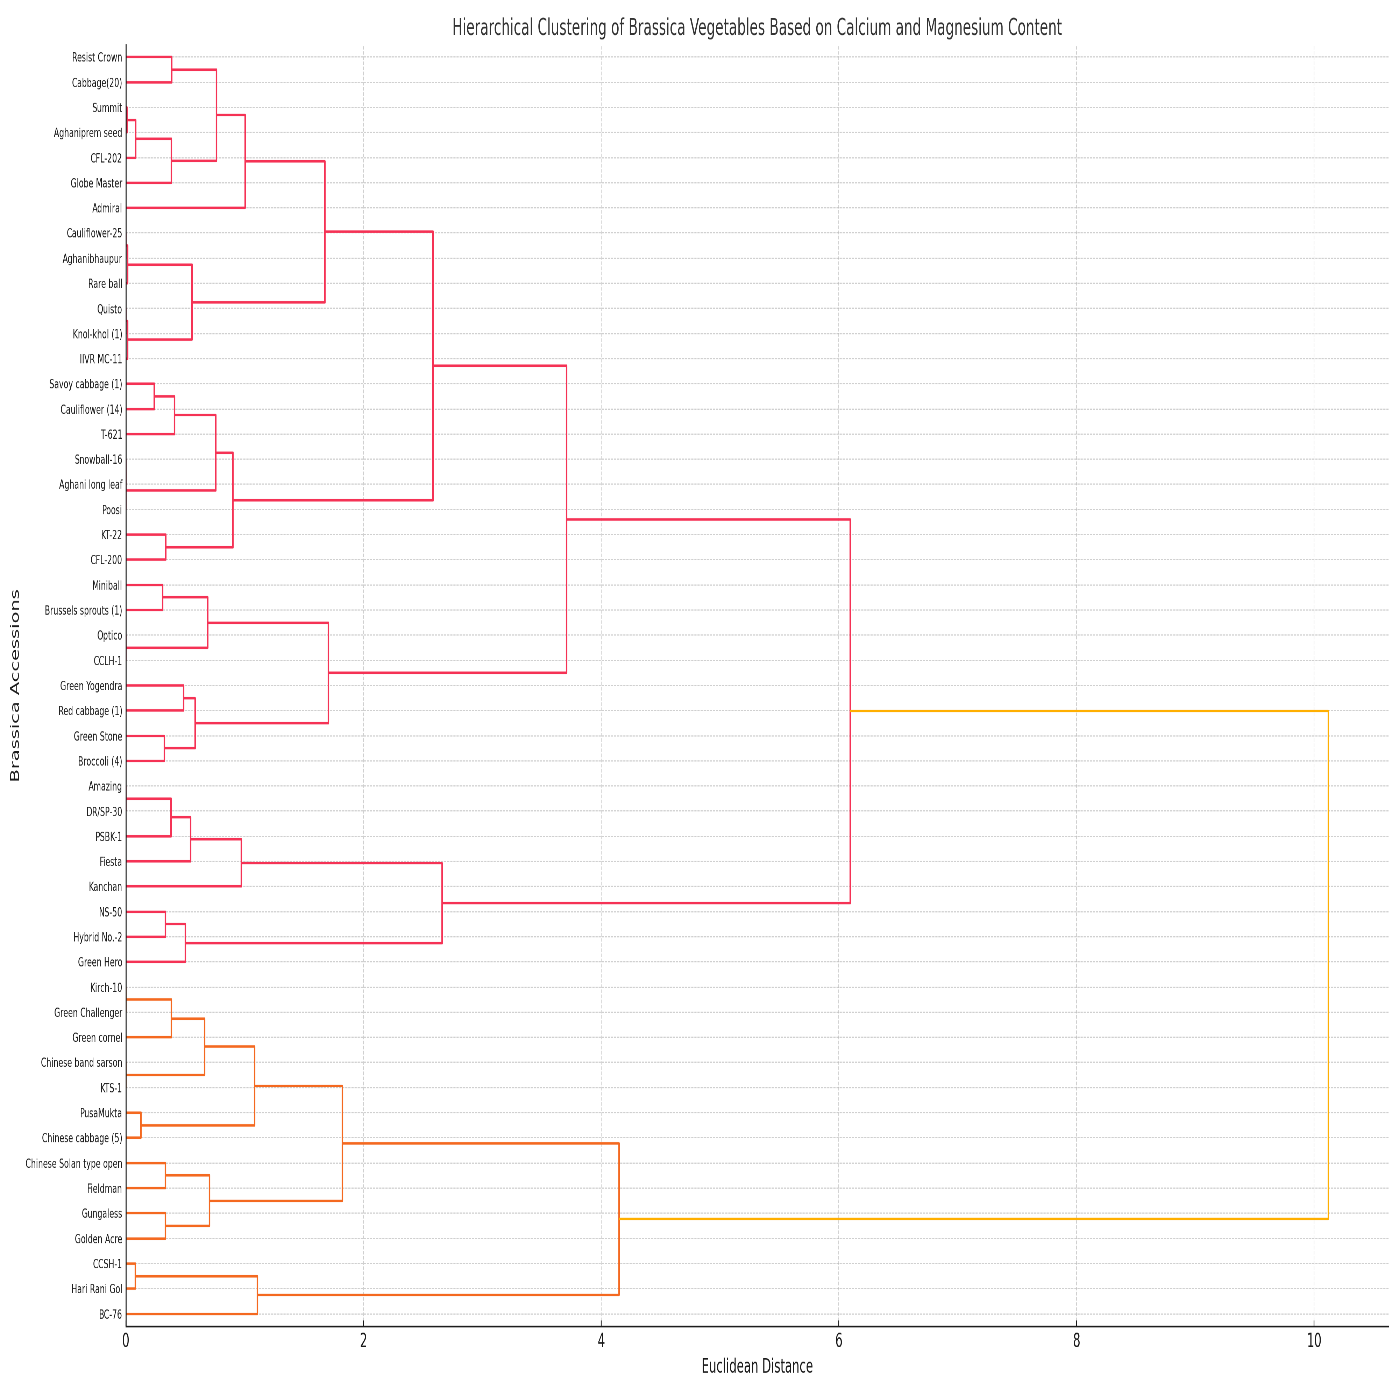 Hierarchical Clustering of Brassica Vegetables Based on Calcium and Magnesium Content
Resist Crown
Cabbage(20)
Summit
Aghaniprem seed
CFL-202
Globe Master
Admiral
Cauliflower-25
Aghanibhaupur
Rare ball
Quisto
Knol-khol (1)
IIVR MC-11
Savoy cabbage (1)
Cauliflower (14)
T-621
Snowball-16
Aghani long leaf
Poosi
KT-22
CFL-200
Miniball
Brussels sprouts (1)
Optico
CCLH-1
Green Yogendra
Red cabbage (1)
Green Stone
Broccoli (4)
Amazing
DR/SP-30
PSBK-1
Fiesta
Kanchan
NS-50
Hybrid No.-2
Green Hero
Kirch-10
Green Challenger
Green cornel
Chinese band sarson
KTS-1
PusaMukta
Chinese cabbage (5)
Chinese Solan type open
Fieldman
Gungaless
Golden Acre
CCSH-1
Hari Rani Gol
BC-76
Brassica Accessions
0 2 4 6 8 10
Euclidean Distance